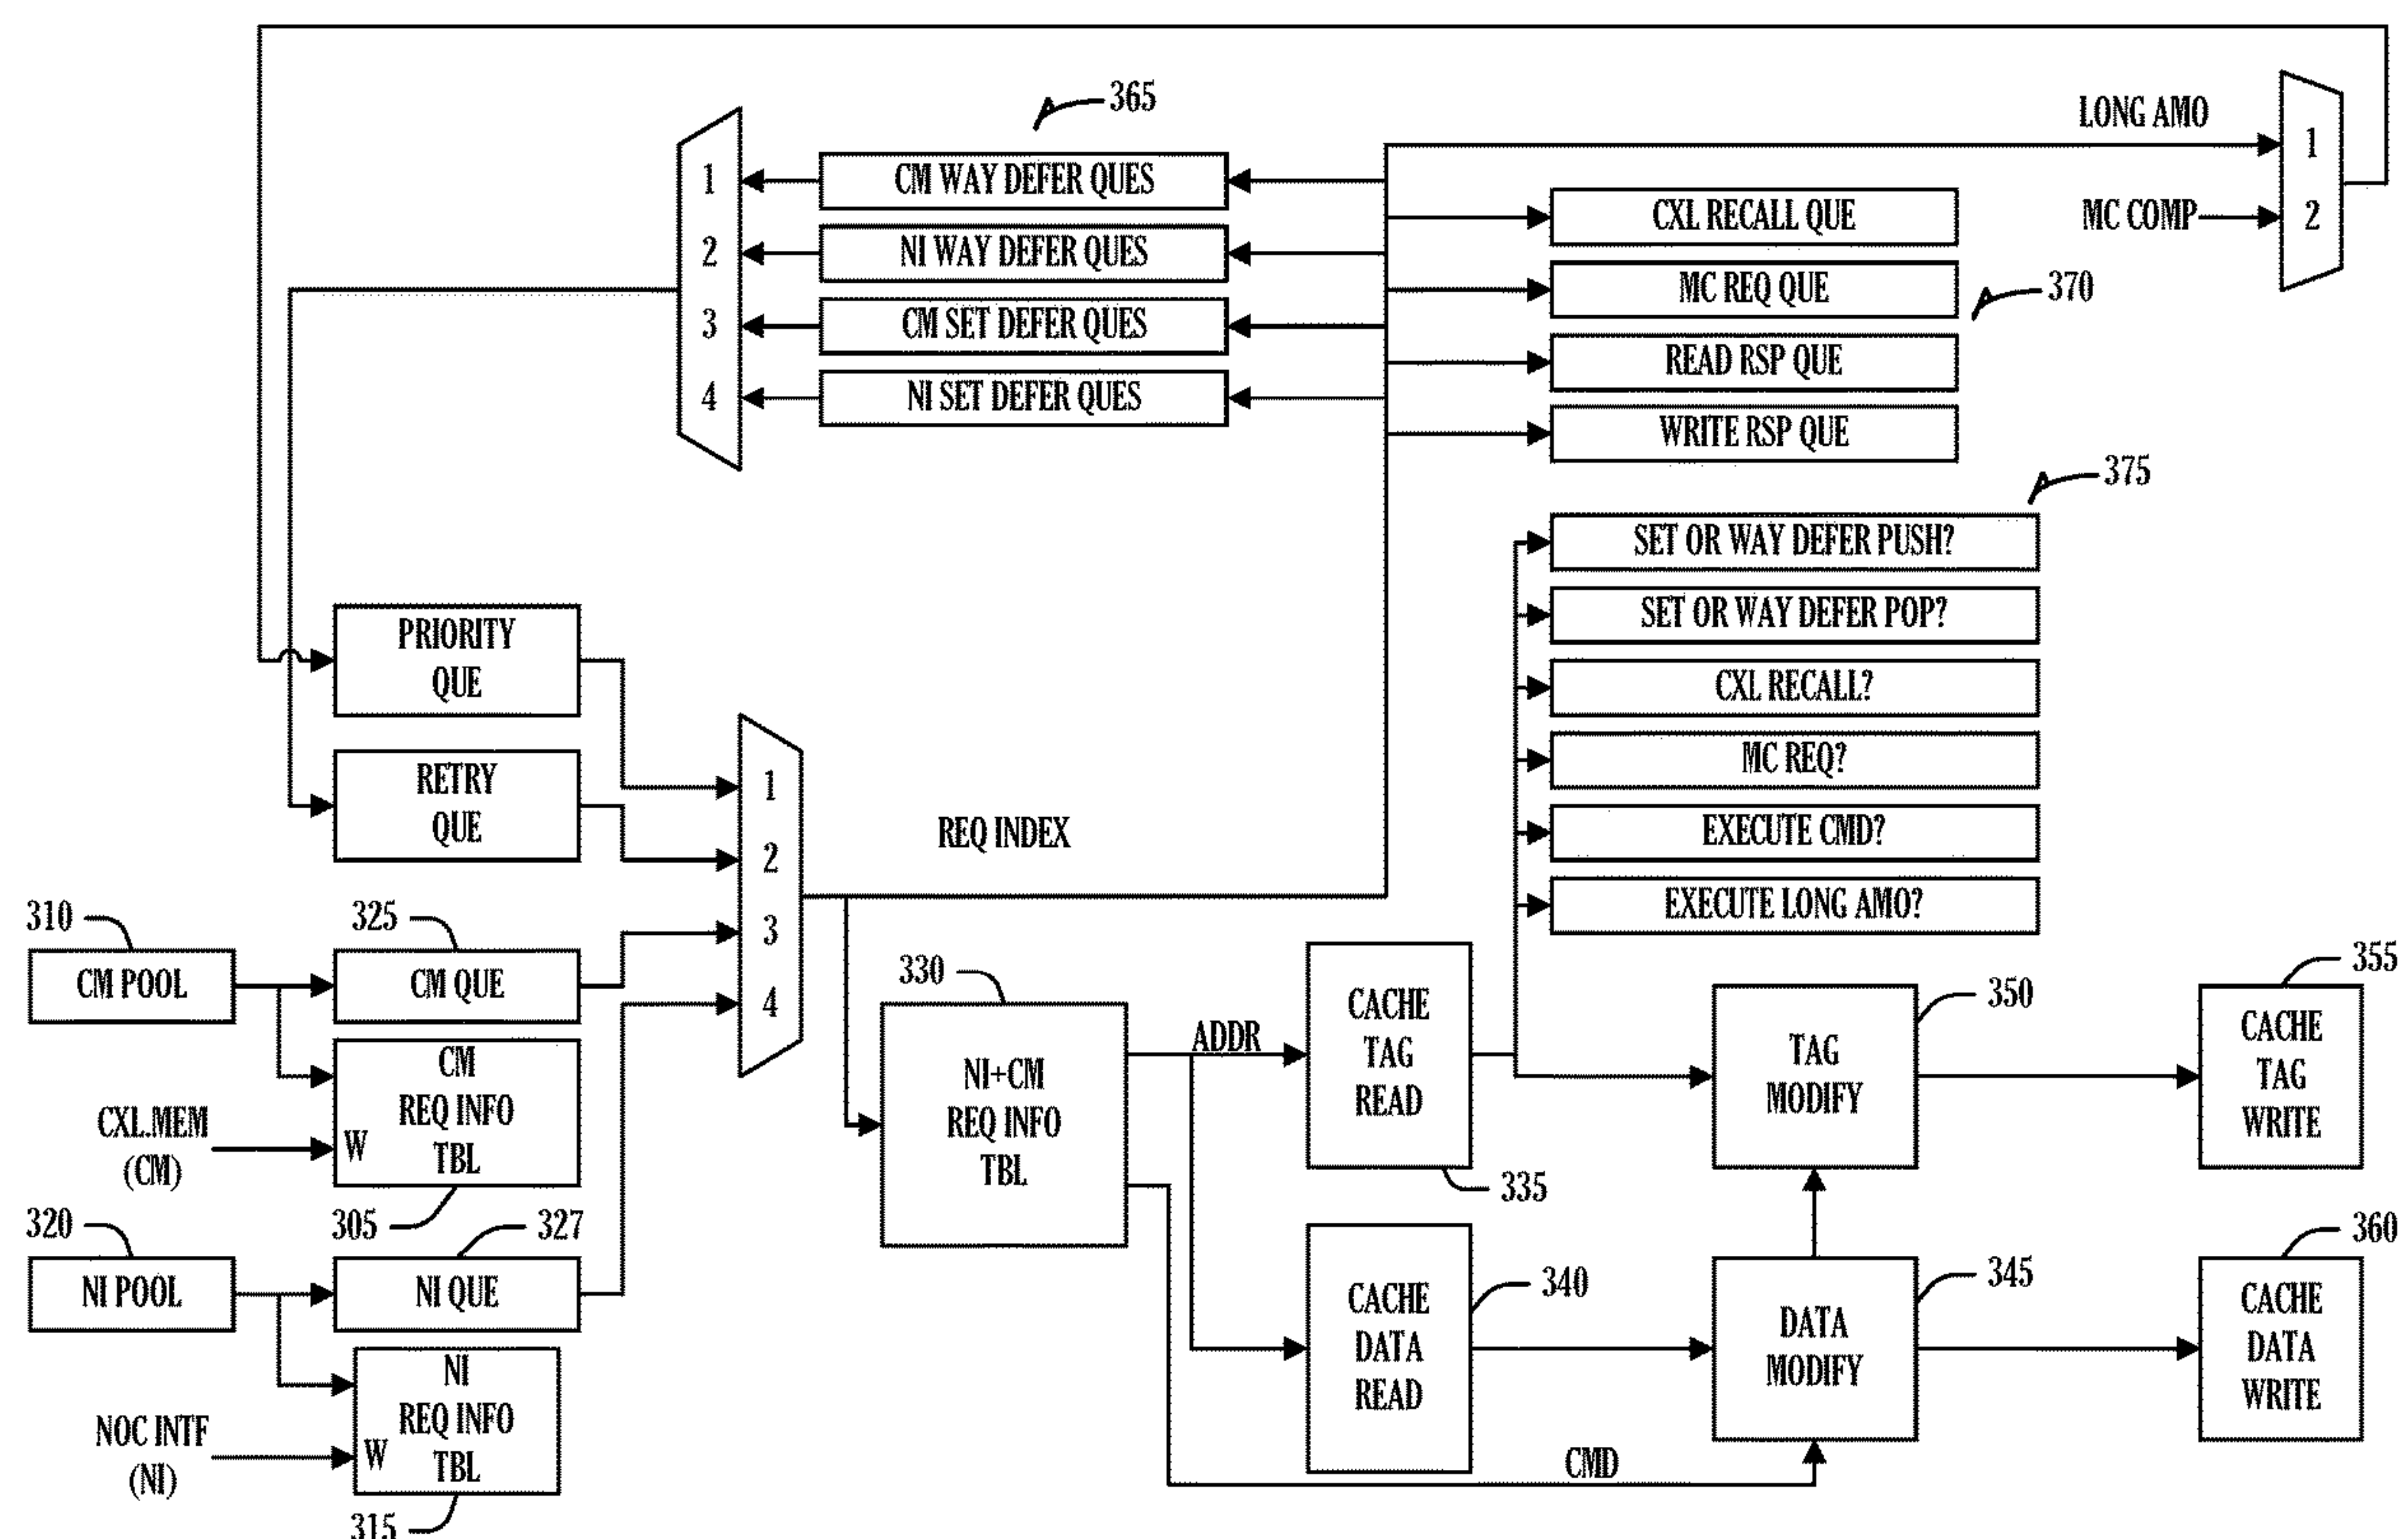 365
LONG AMO
1
CM WAY DEFER QUES
1
2
NI WAY DEFER QUES
3
CM SET DEFER QUES
4
NI SET DEFER QUES
CXL RECALL QUE
MC COMP
2
MC REQ QUE
370
READ RSP QUE
WRITE RSP QUE
375
SET OR WAY DEFER PUSH?
SET OR WAY DEFER POP?
CXL RECALL?
MC REQ?
EXECUTE CMD?
EXECUTE LONG AMO?
PRIORITY
QUE
RETRY
QUE
1
2
3
4
REQ INDEX
310
CM POOL
325
CM QUE
CM
REQ INFO
TBL
W
CXL.MEM
(CM)
305
320
NI POOL
327
NI QUE
NI
REQ INFO
TBL
W
NOC INTF
(NI)
315
330
NI+CM
REQ INFO
TBL
ADDR
CACHE
TAG
READ
335
CACHE
DATA
READ
340
CMD
TAG
MODIFY
350
DATA
MODIFY
345
355
CACHE
TAG
WRITE
360
CACHE
DATA
WRITE